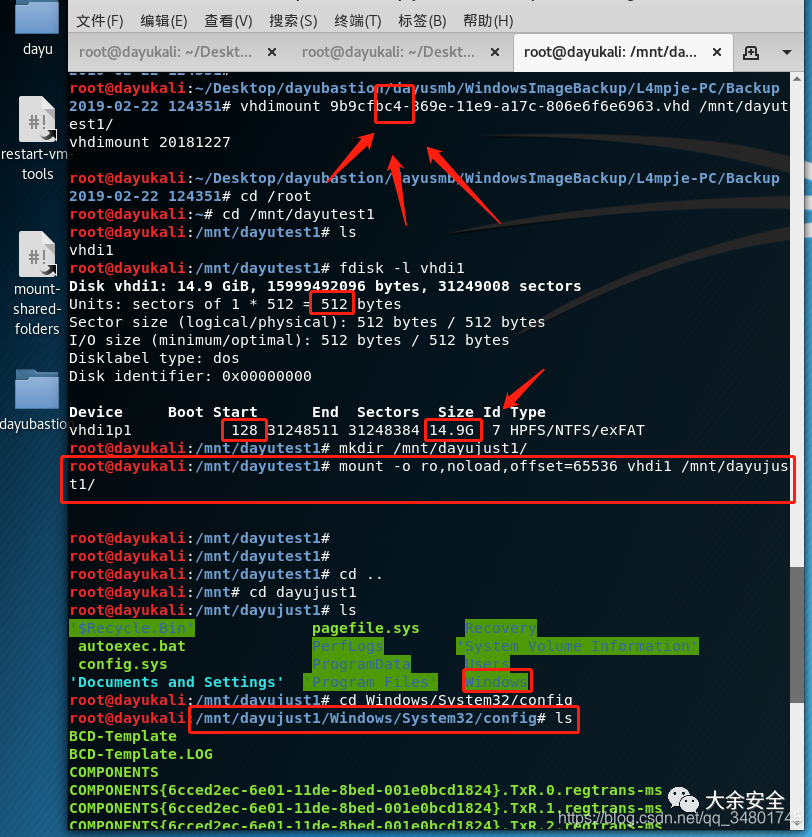 文件(F) 编辑(E) 查看(V) 搜索(S) 终端(T) 标签(B) 帮助(H)
root@dayukali: ~/Deskt... × root@dayukali: ~/Deskt... × root@dayukali: /mnt/da... ×
dayu
restart-vm-
tools
mount-
shared-
folders
dayubastio
2019-02-22 124351#
root@dayukali:~/Desktop/dayubastion/dayusmb/WindowsImageBackup/L4mpje-PC/Backup
2019-02-22 124351# vhdimount 9b9cfbc4-369e-11e9-a17c-806e6f6e6963.vhd /mnt/dayut
est1/
vhdimount 20181227
root@dayukali:~/Desktop/dayubastion/dayusmb/WindowsImageBackup/L4mpje-PC/Backup
2019-02-22 124351# cd /root
root@dayukali:~# cd /mnt/dayutest1
root@dayukali:/mnt/dayutest1# ls
vhdi1
root@dayukali:/mnt/dayutest1# fdisk -l vhdi1
Disk vhdi1: 14.9 GiB, 15999492096 bytes, 31249008 sectors
Units: sectors of 1 * 512 = 512 bytes
Sector size (logical/physical): 512 bytes / 512 bytes
I/O size (minimum/optimal): 512 bytes / 512 bytes
Disklabel type: dos
Disk identifier: 0x00000000
Device Boot Start End Sectors Size Id Type
vhdi1p1 128 31248511 31248384 14.9G 7 HPFS/NTFS/exFAT
root@dayukali:/mnt/dayutest1# mkdir /mnt/dayujust1/
root@dayukali:/mnt/dayutest1# mount -o ro,noload,offset=65536 vhdi1 /mnt/dayujus
t1/
root@dayukali:/mnt/dayutest1#
root@dayukali:/mnt/dayutest1#
root@dayukali:/mnt/dayutest1# cd ..
root@dayukali:/mnt# cd dayujust1
root@dayukali:/mnt/dayujust1# ls
'$Recycle.Bin' pagefile.sys Recovery
autoexec.bat PerfLogs 'System Volume Information'
config.sys ProgramData Users
'Documents and Settings' 'Program Files' Windows
root@dayukali:/mnt/dayujust1# cd Windows/System32/config
root@dayukali:/mnt/dayujust1/Windows/System32/config# ls
BCD-Template
BCD-Template.LOG
COMPONENTS
COMPONENTS{6cced2ec-6e01-11de-8bed-001e0bcd1824}.TxR.0.regtrans-ms
COMPONENTS{6cced2ec-6e01-11de-8bed-001e0bcd1824}.TxR.1.regtrans-ms
COMPONENTS{6cced2ec-6e01-11de-8bed-001e0bcd1824}.TxR.2.regtrans-ms
大余安全
https://blog.csdn.net/qq_34801745